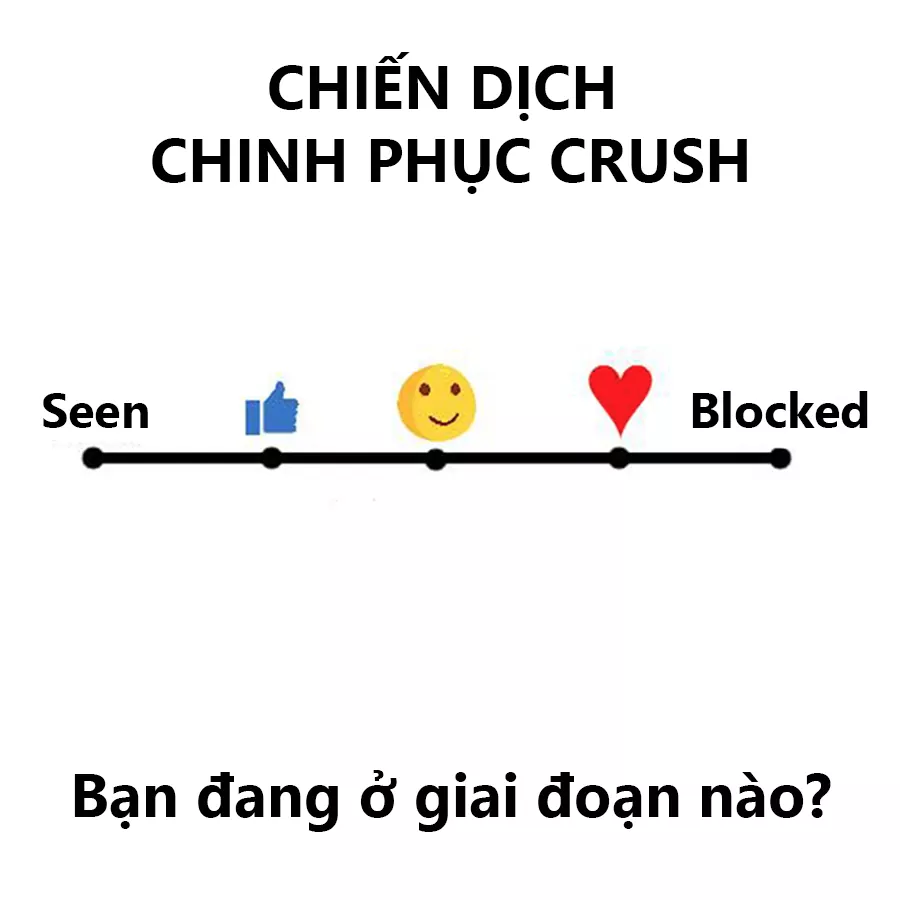 CHIẾN DỊCH
CHINH PHỤC CRUSH
Seen Blocked
Bạn đang ở giai đoạn nào?